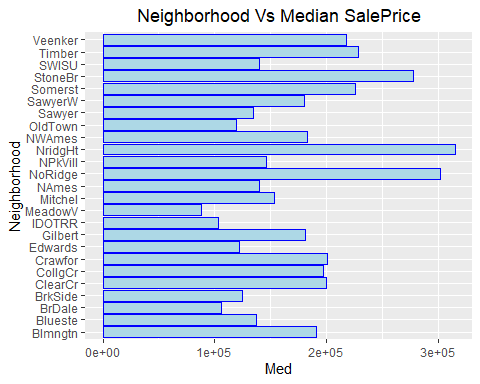 Neighborhood Vs Median SalePrice
Neighborhood
Veenker
Timber
SWISU
StoneBr
Somerst
SawyerW
Sawyer
OldTown
NWAmes
NridgHt
NPkVill
NoRidge
NAmes
Mitchel
MeadowV
IDOTRR
Gilbert
Edwards
Crawfor
CollgCr
ClearCr
BrkSide
BrDale
Blueste
Blmngtn
0e+00 1e+05 2e+05 3e+05
Med